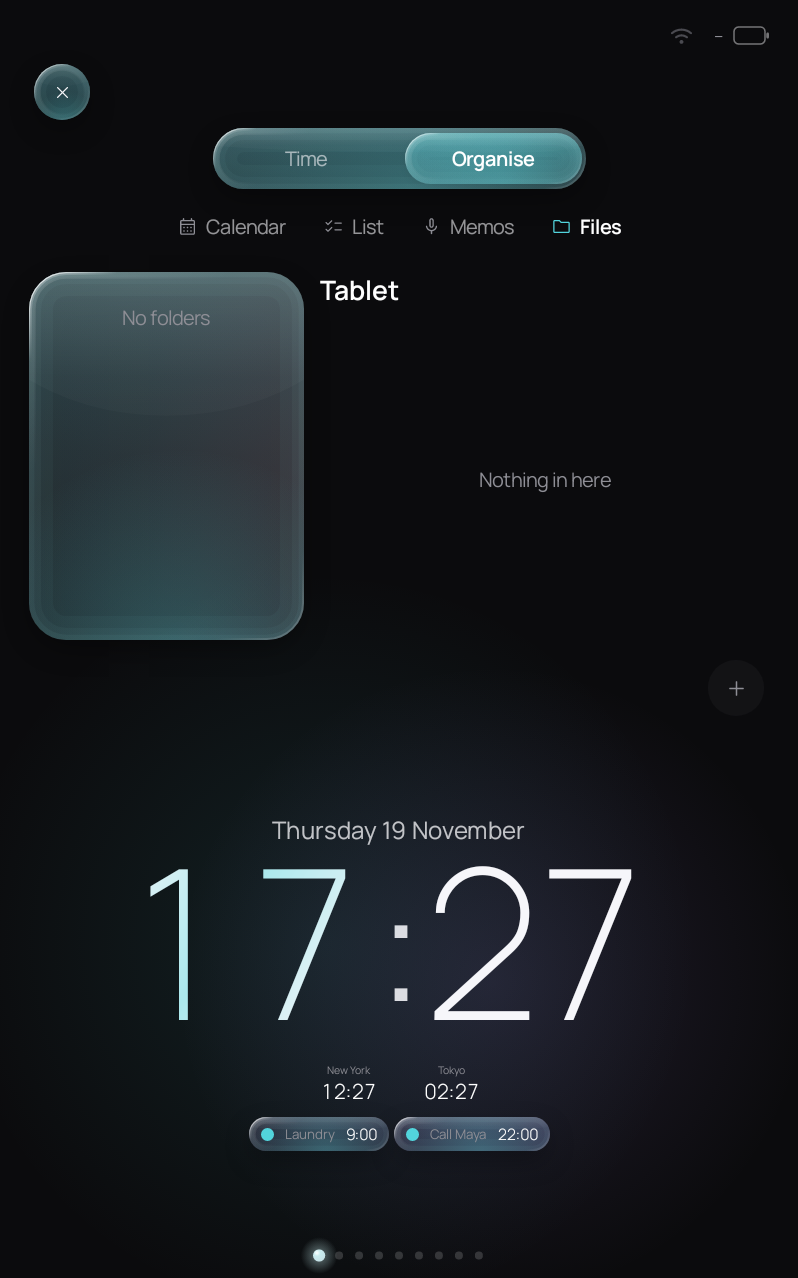 –
Time Organise
Calendar List Memos Files
No folders
Tablet
Nothing in here
Thursday 19 November
17:27
New York Tokyo
12:27 02:27
Laundry 9:00 Call Maya 22:00